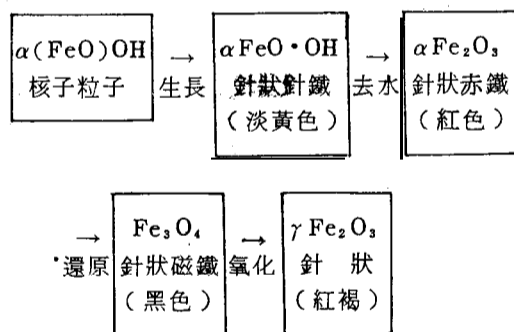 α(FeO)OH → αFeO·OH → αFe₂O₃
核子粒子 生長 針狀針鐵 去水 針狀赤鐵
(淡黃色) (紅色)
→ Fe₃O₄ → γFe₂O₃
還原 針狀磁鐵 氧化 針 狀
(黑色) (紅褐)